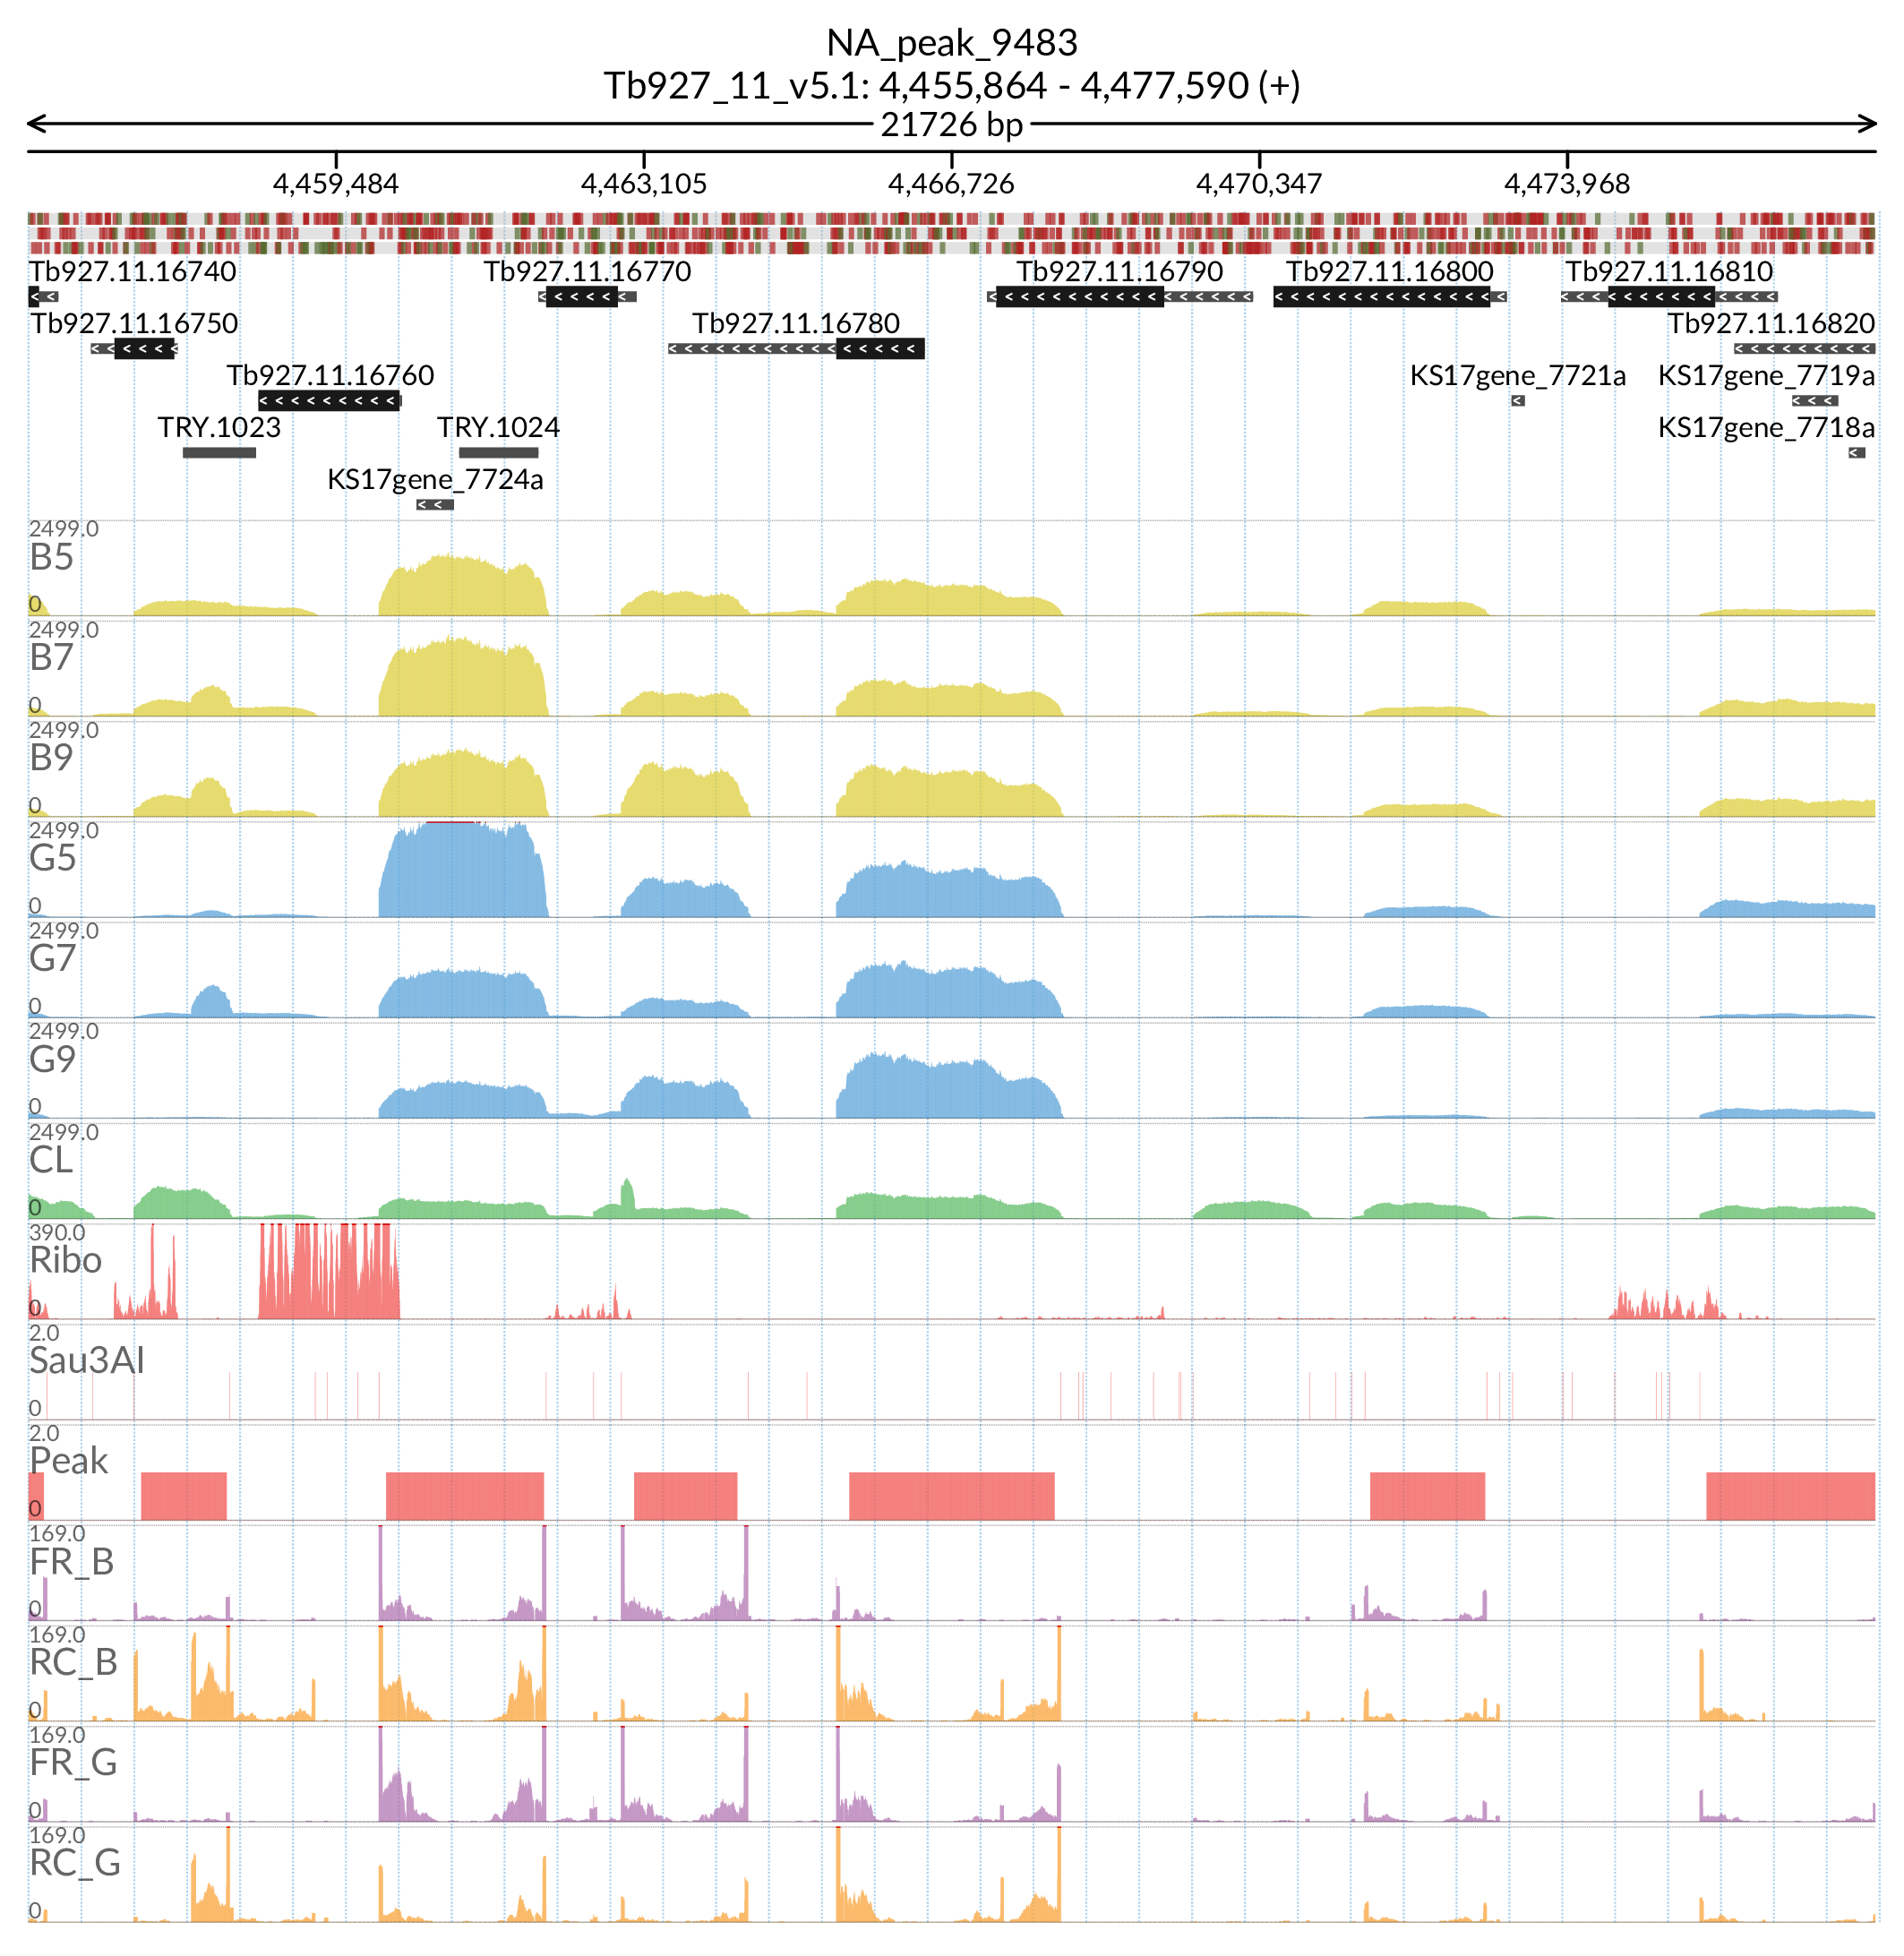 NA_peak_9483
Tb927_11_v5.1: 4,455,864 - 4,477,590 (+)
21726 bp
4,459,484 4,463,105 4,466,726 4,470,347 4,473,968
Tb927.11.16740 Tb927.11.16770 Tb927.11.16790 Tb927.11.16800 Tb927.11.16810
Tb927.11.16750 Tb927.11.16780 Tb927.11.16820
Tb927.11.16760 KS17gene_7721a KS17gene_7719a
TRY.1023 TRY.1024 KS17gene_7718a
KS17gene_7724a
2499.0
B5
0
2499.0
B7
0
2499.0
B9
0
2499.0
G5
0
2499.0
G7
0
2499.0
G9
0
2499.0
CL
0
390.0
Ribo
0
2.0
Sau3AI
0
2.0
Peak
0
169.0
FR_B
0
169.0
RC_B
0
169.0
FR_G
0
169.0
RC_G
0